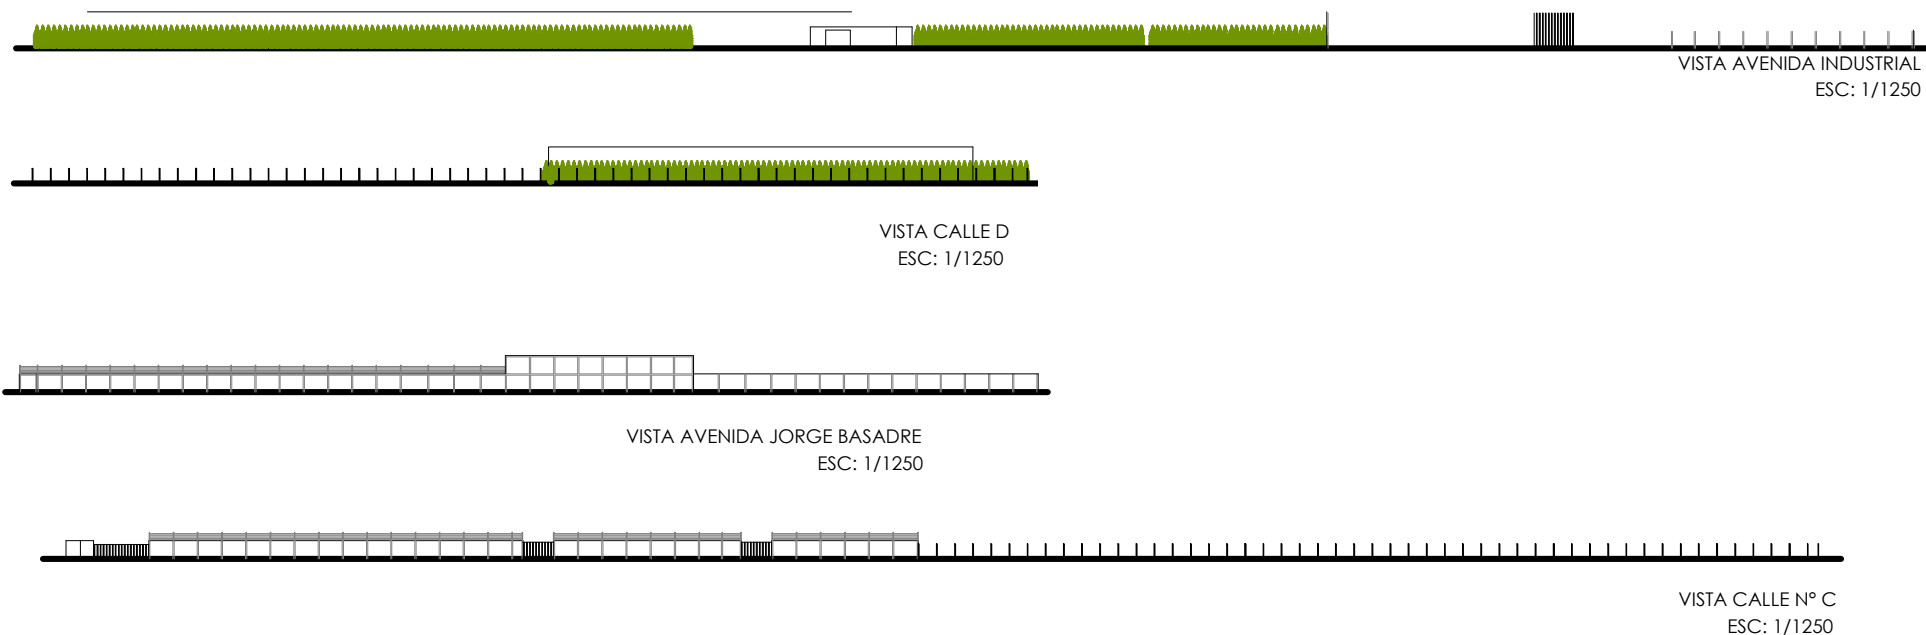 VISTA AVENIDA INDUSTRIAL
ESC: 1/1250
VISTA CALLE D
ESC: 1/1250
VISTA AVENIDA JORGE BASADRE
ESC: 1/1250
VISTA CALLE N° C
ESC: 1/1250